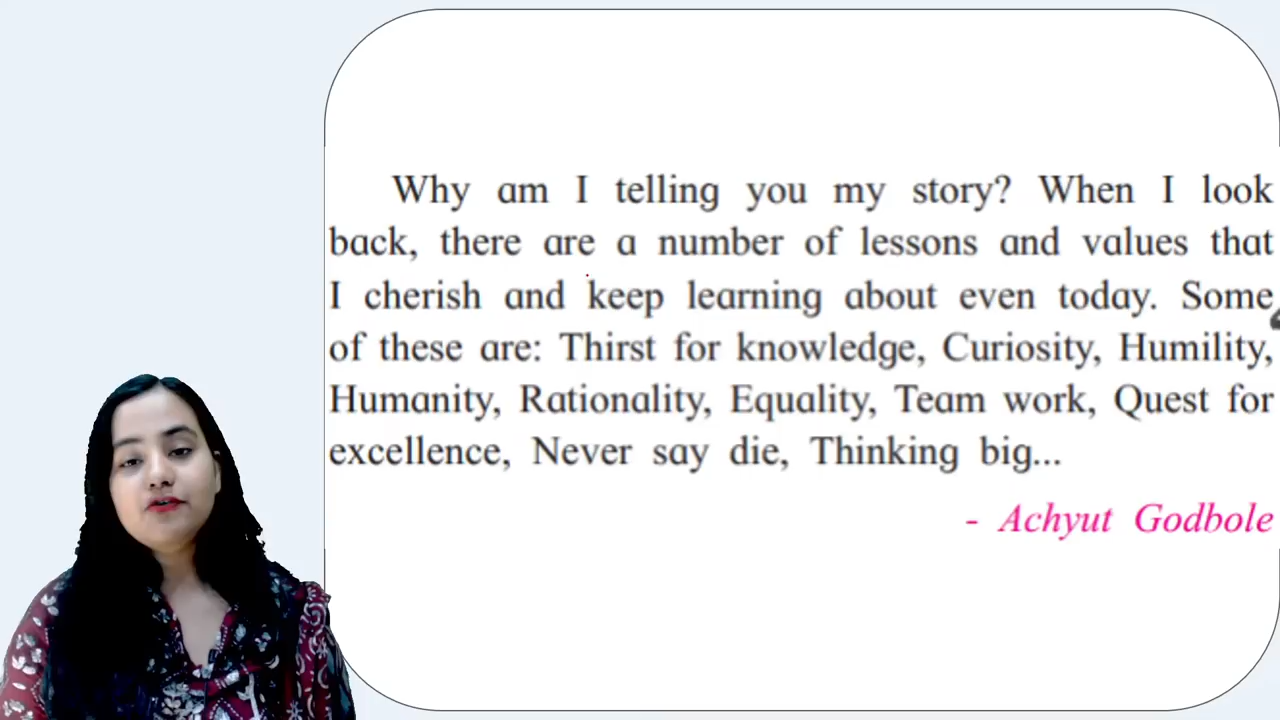 Why am I telling you my story? When I look
back, there are a number of lessons and values that
I cherish and keep learning about even today. Some
of these are: Thirst for knowledge, Curiosity, Humility,
Humanity, Rationality, Equality, Team work, Quest for
excellence, Never say die, Thinking big...
- Achyut Godbole